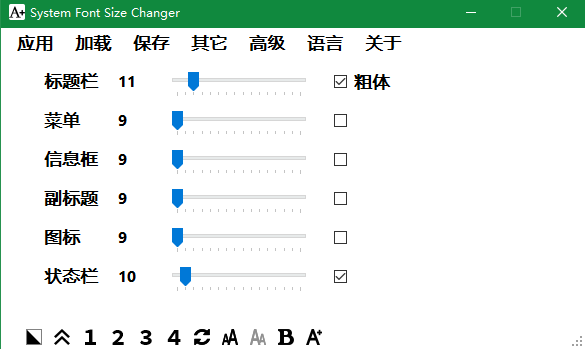 A+ System Font Size Changer
应用 加载 保存 其它 高级 语言 关于
标题栏 11 粗体
菜单 9
信息框 9
副标题 9
图标 9
状态栏 10
1 2 3 4 AA AA B A+